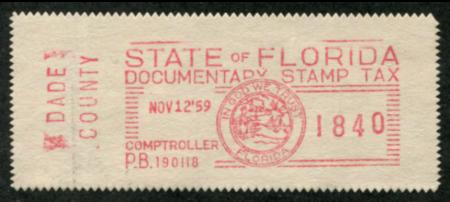 DADE
COUNTY
STATE OF FLORIDA
DOCUMENTARY STAMP TAX
NOV 12 '59
IN GOD WE TRUST
FLORIDA
1840
COMPTROLLER
P.B. 190118